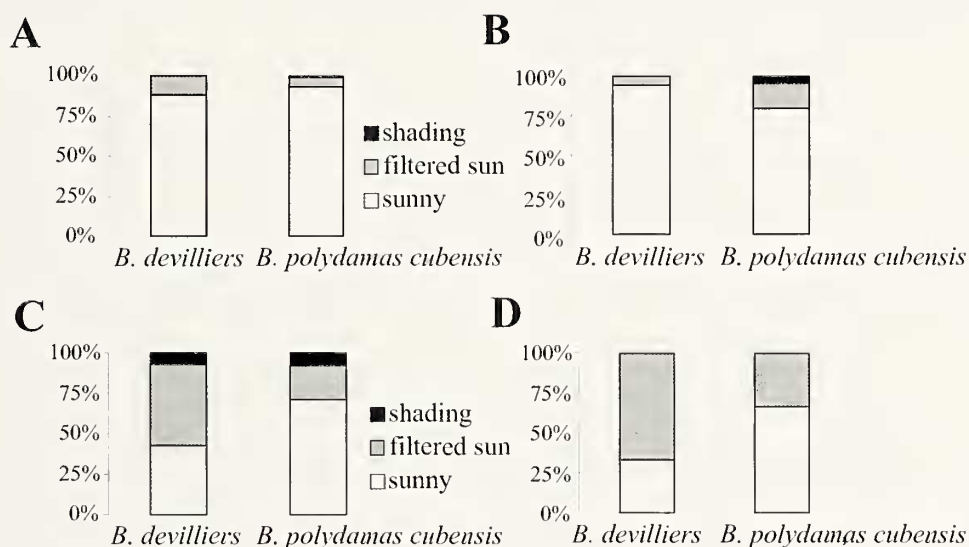 A
100%
75%
50%
25%
0%
B. devilliers B. polydamas cubensis
shading
filtered sun
sunny
B
100%
75%
50%
25%
0%
B. devilliers B. polydamas cubensis
C
100%
75%
50%
25%
0%
B. devilliers B. polydamas cubensis
shading
filtered sun
sunny
D
100%
75%
50%
25%
0%
B. devilliers B. polydamas cubensis